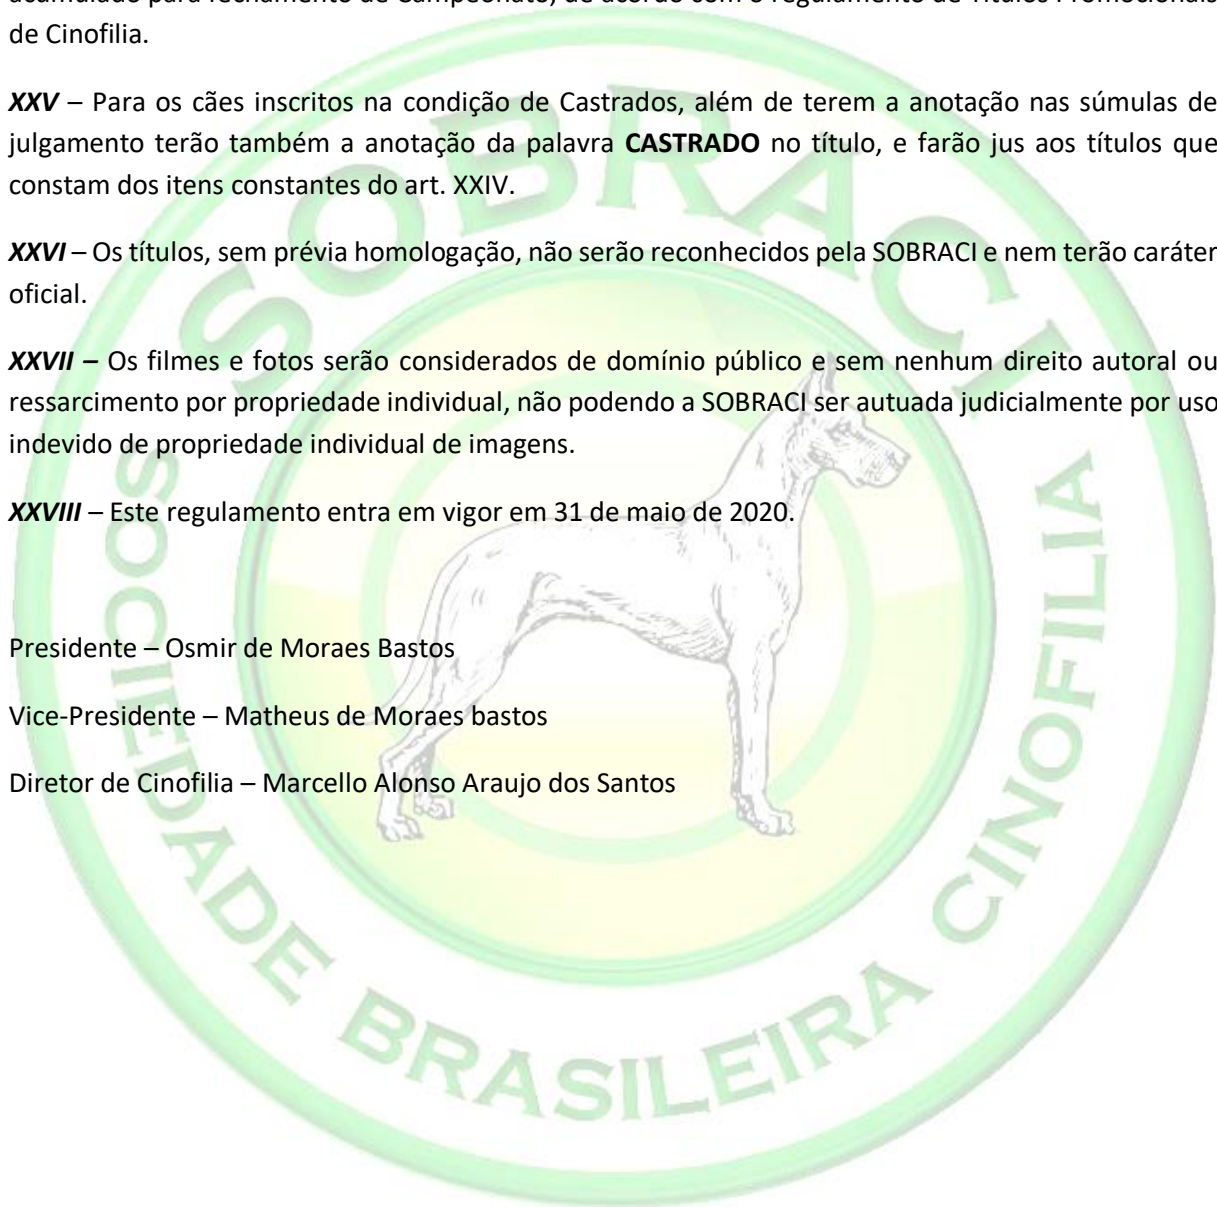 acumulado para fechamento de Campeonato, de acordo com o regulamento de Títulos Promocionais
de Cinofilia.
XXV – Para os cães inscritos na condição de Castrados, além de terem a anotação nas súmulas de
julgamento terão também a anotação da palavra CASTRADO no título, e farão jus aos títulos que
constam dos itens constantes do art. XXIV.
XXVI – Os títulos, sem prévia homologação, não serão reconhecidos pela SOBRACI e nem terão caráter
oficial.
XXVII – Os filmes e fotos serão considerados de domínio público e sem nenhum direito autoral ou
ressarcimento por propriedade individual, não podendo a SOBRACI ser autuada judicialmente por uso
indevido de propriedade individual de imagens.
XXVIII – Este regulamento entra em vigor em 31 de maio de 2020.
Presidente – Osmir de Moraes Bastos
Vice-Presidente – Matheus de Moraes bastos
Diretor de Cinofilia – Marcello Alonso Araujo dos Santos
SOBRACI
SOCIEDADE BRASILEIRA CINOFILIA